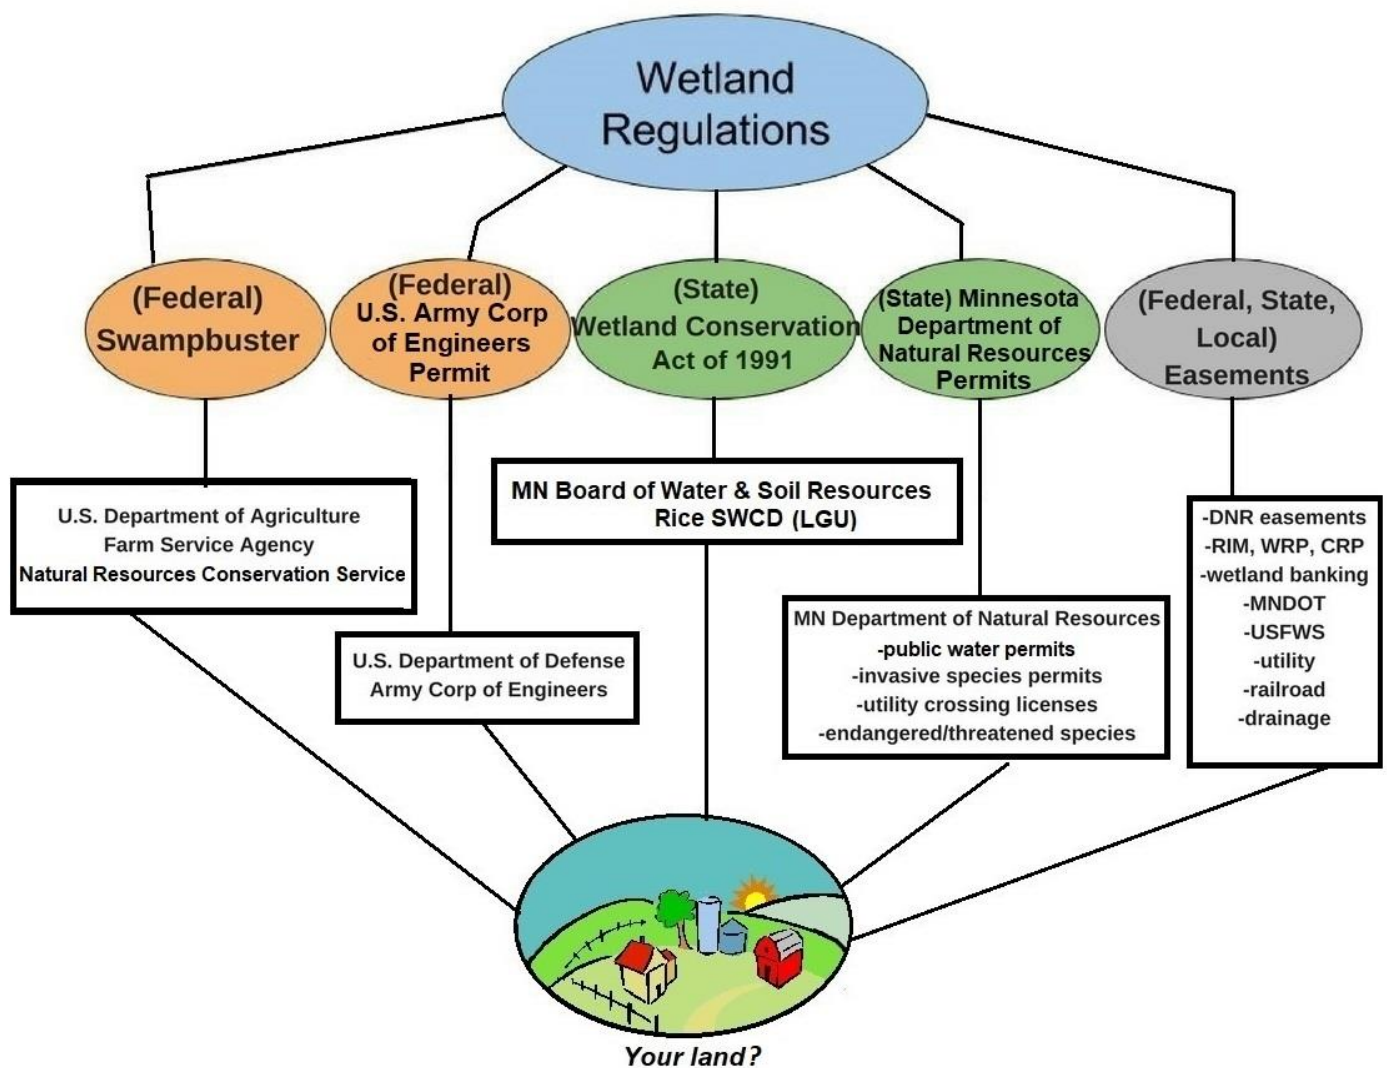 Wetland
Regulations
(Federal)
Swampbuster
(Federal)
U.S. Army Corp
of Engineers
Permit
(State)
Wetland Conservation
Act of 1991
(State) Minnesota
Department of
Natural Resources
Permits
(Federal, State,
Local)
Easements
U.S. Department of Agriculture
Farm Service Agency
Natural Resources Conservation Service
U.S. Department of Defense
Army Corp of Engineers
MN Board of Water & Soil Resources
Rice SWCD (LGU)
MN Department of Natural Resources
-public water permits
-invasive species permits
-utility crossing licenses
-endangered/threatened species
-DNR easements
-RIM, WRP, CRP
-wetland banking
-MNDOT
-USFWS
-utility
-railroad
-drainage
Your land?